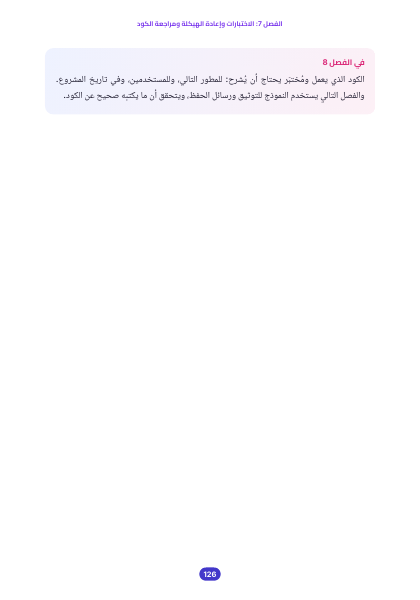 الفصل 7: الاختبارات وإعادة الهيكلة ومراجعة الكود
في الفصل 8
الكود الذي يعمل ومُختبَر يحتاج أن يُشرح: للمطور التالي، وللمستخدمين، وفي تاريخ المشروع.
والفصل التالي يستخدم النموذج للتوثيق ورسائل الحفظ، ويتحقق أن ما يكتبه صحيح عن الكود.
126